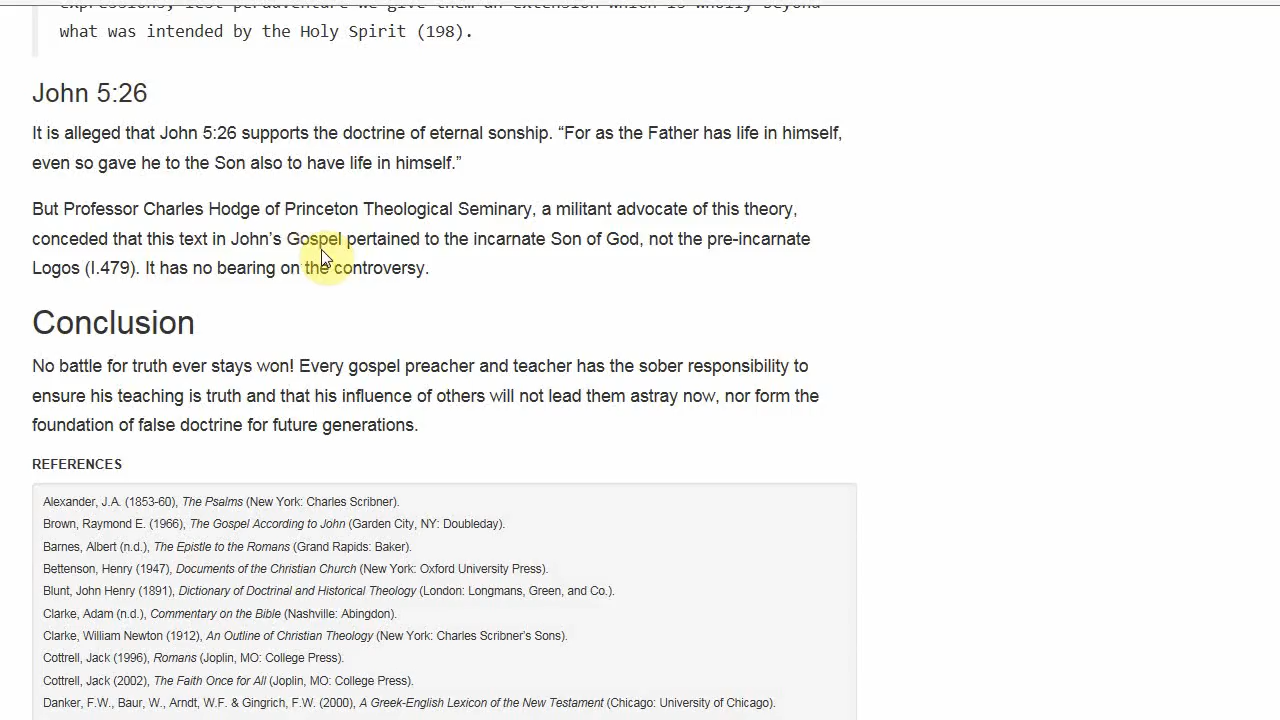 what was intended by the Holy Spirit (198).
John 5:26
It is alleged that John 5:26 supports the doctrine of eternal sonship. “For as the Father has life in himself,
even so gave he to the Son also to have life in himself.”
But Professor Charles Hodge of Princeton Theological Seminary, a militant advocate of this theory,
conceded that this text in John’s Gospel pertained to the incarnate Son of God, not the pre-incarnate
Logos (I.479). It has no bearing on the controversy.
Conclusion
No battle for truth ever stays won! Every gospel preacher and teacher has the sober responsibility to
ensure his teaching is truth and that his influence of others will not lead them astray now, nor form the
foundation of false doctrine for future generations.
REFERENCES
Alexander, J.A. (1853-60), The Psalms (New York: Charles Scribner).
Brown, Raymond E. (1966), The Gospel According to John (Garden City, NY: Doubleday).
Barnes, Albert (n.d.), The Epistle to the Romans (Grand Rapids: Baker).
Bettenson, Henry (1947), Documents of the Christian Church (New York: Oxford University Press).
Blunt, John Henry (1891), Dictionary of Doctrinal and Historical Theology (London: Longmans, Green, and Co.).
Clarke, Adam (n.d.), Commentary on the Bible (Nashville: Abingdon).
Clarke, William Newton (1912), An Outline of Christian Theology (New York: Charles Scribner’s Sons).
Cottrell, Jack (1996), Romans (Joplin, MO: College Press).
Cottrell, Jack (2002), The Faith Once for All (Joplin, MO: College Press).
Danker, F.W., Baur, W., Arndt, W.F. & Gingrich, F.W. (2000), A Greek-English Lexicon of the New Testament (Chicago: University of Chicago).